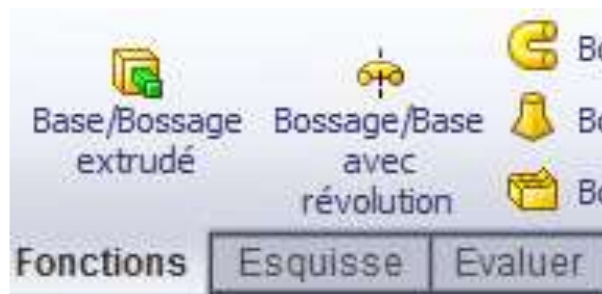 Base/Bossage
extrudé
Bossage/Base
avec
révolution
Fonctions
Esquisse
Evaluer